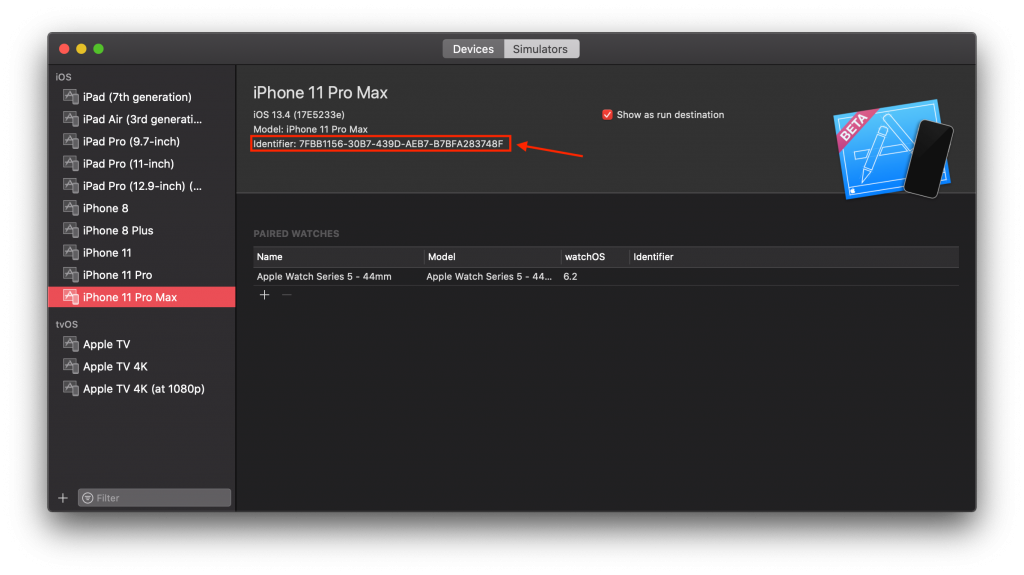 Devices Simulators
iOS
iPad (7th generation)
iPad Air (3rd generati...
iPad Pro (9.7-inch)
iPad Pro (11-inch)
iPad Pro (12.9-inch) (...
iPhone 8
iPhone 8 Plus
iPhone 11
iPhone 11 Pro
iPhone 11 Pro Max
tvOS
Apple TV
Apple TV 4K
Apple TV 4K (at 1080p)
Filter
iPhone 11 Pro Max
iOS 13.4 (17E5233e)
Model: iPhone 11 Pro Max
Identifier: 7FBB1156-30B7-439D-AEB7-B7BFA283748F
Show as run destination
BETA
PAIRED WATCHES
Name Model watchOS Identifier
Apple Watch Series 5 - 44mm Apple Watch Series 5 - 44... 6.2